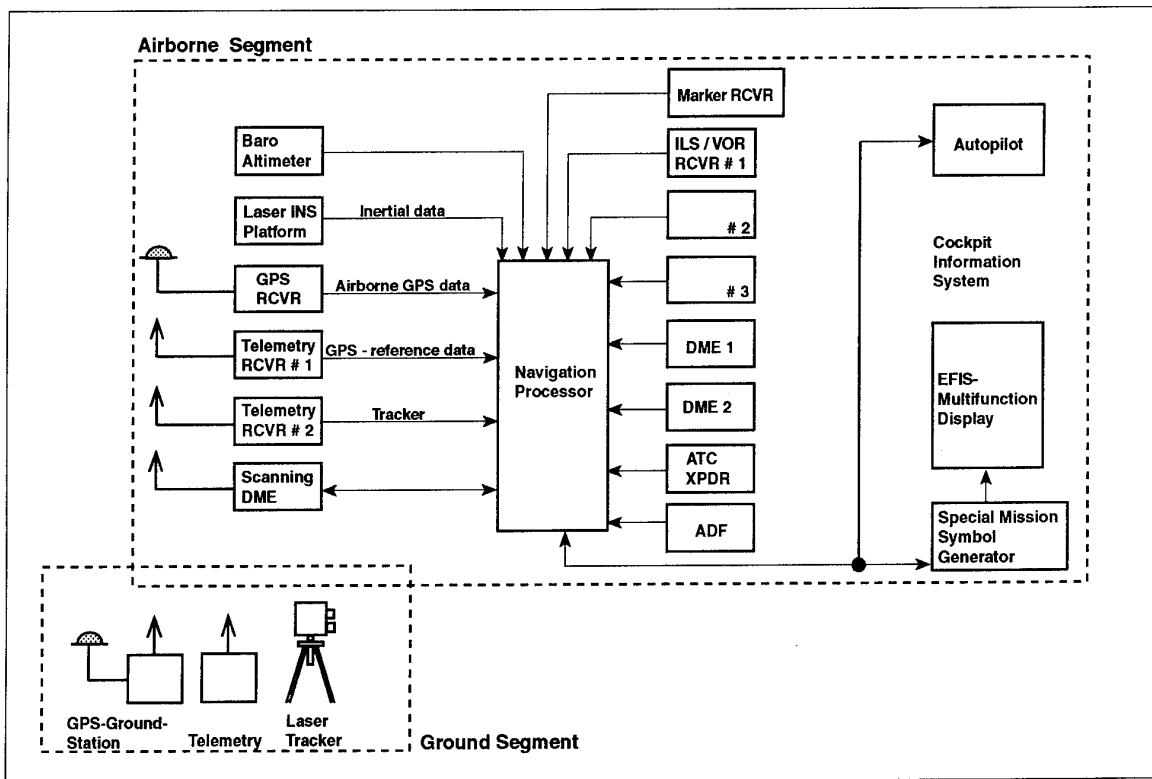 Airborne Segment
Marker RCVR
Baro
Altimeter
ILS / VOR
RCVR # 1
Autopilot
Laser INS
Platform
Inertial data
# 2
Cockpit
Information
System
GPS
RCVR
Airborne GPS data
# 3
Telemetry
RCVR # 1
GPS - reference data
Navigation
Processor
DME 1
EFIS-
Multifunction
Display
Telemetry
RCVR # 2
Tracker
DME 2
Scanning
DME
ATC
XPDR
ADF
Special Mission
Symbol
Generator
GPS-Ground-
Station
Telemetry
Laser
Tracker
Ground Segment